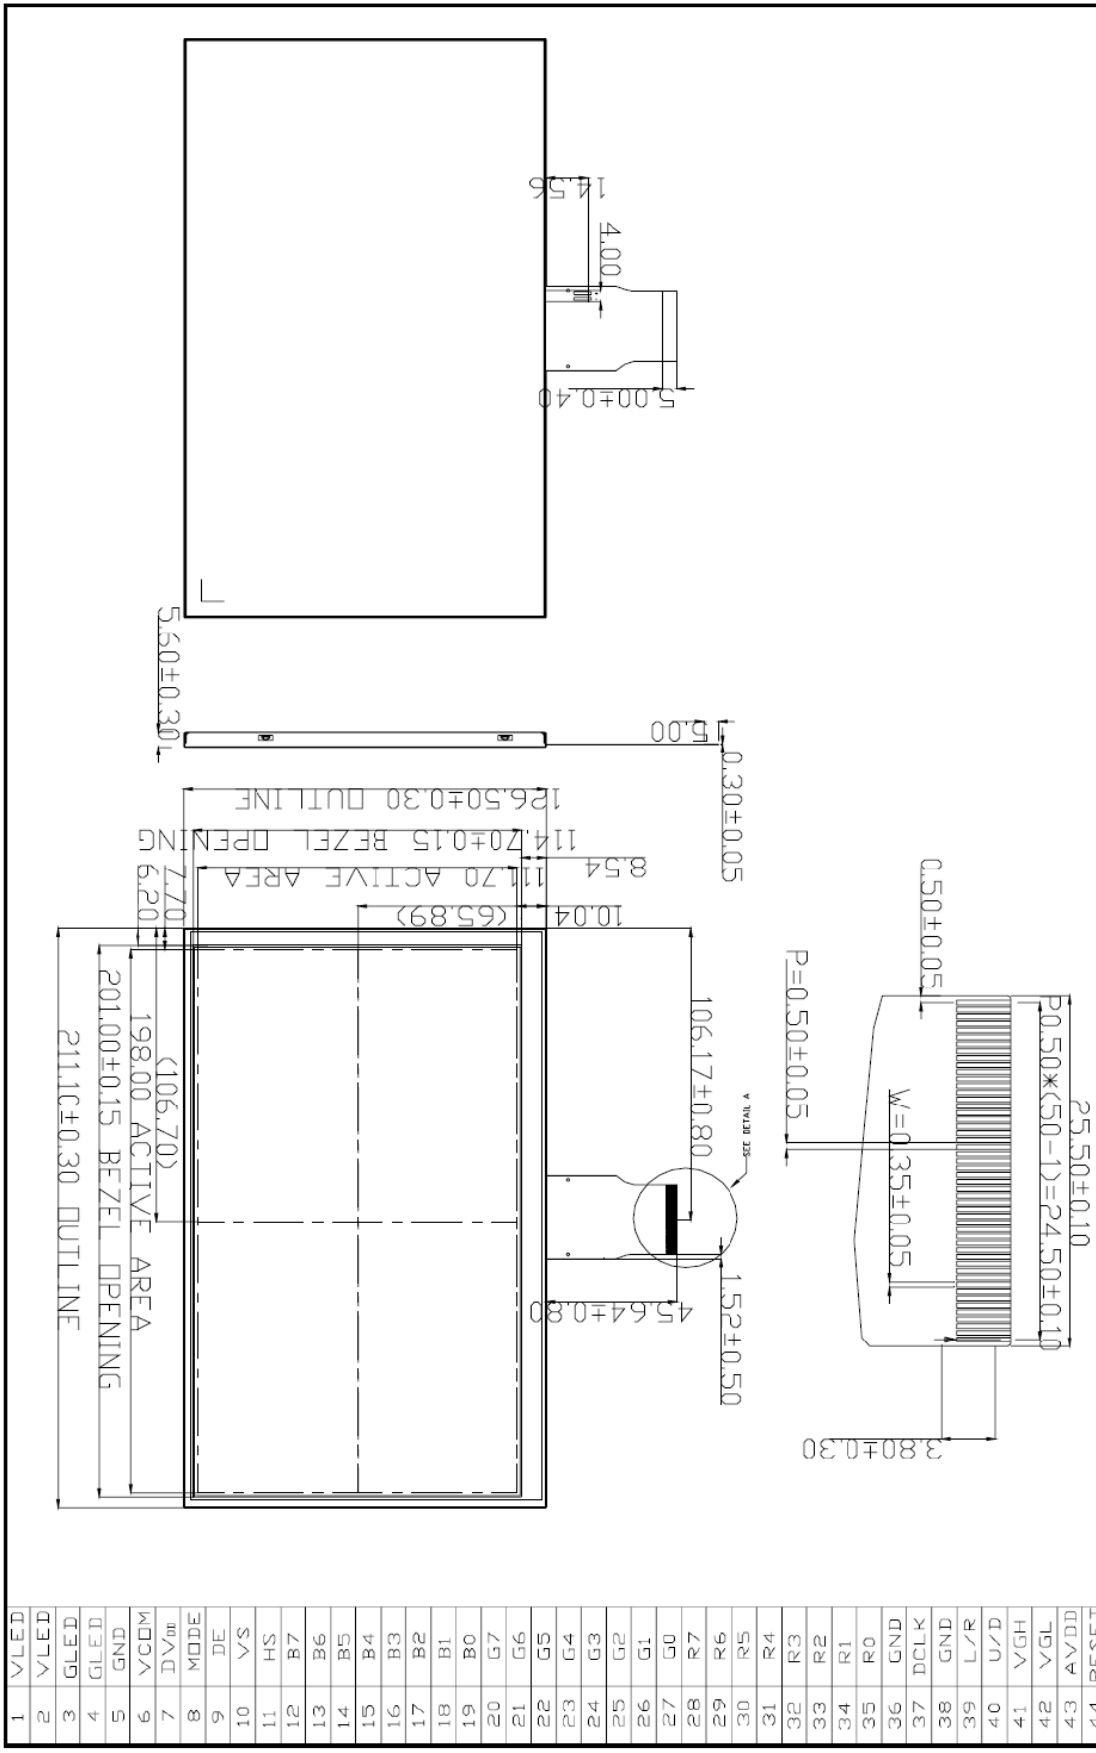 14.56
4.00
5.00±0.40
5.60±0.30
5.00
0.30±0.05
126.50±0.30 OUTLINE
114.70±0.15 BEZEL OPENING
111.70 ACTIVE AREA
8.54
(65.89)
10.04
7.70
6.20
(106.70)
198.00 ACTIVE AREA
201.00±0.15 BEZEL OPENING
211.10±0.30 OUTLINE
106.17±0.80
SEE DETAIL A
45.64±0.80
1.52±0.50
0.50±0.05
P=0.50±0.05
W=0.35±0.05
P0.50*(50-1)=24.50±0.10
25.50±0.10
3.80±0.30
1 VLED
2 VLED
3 GLED
4 GLED
5 GND
6 VCOM
7 DVDD
8 MODE
9 DE
10 VS
11 HS
12 B7
13 B6
14 B5
15 B4
16 B3
17 B2
18 B1
19 B0
20 G7
21 G6
22 G5
23 G4
24 G3
25 G2
26 G1
27 G0
28 R7
29 R6
30 R5
31 R4
32 R3
33 R2
34 R1
35 R0
36 GND
37 DCLK
38 GND
39 L/R
40 U/D
41 VGH
42 VGL
43 AVDD
44 RESET